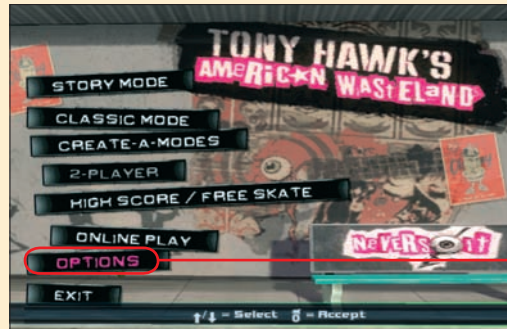 TONY HAWK'S
AMERICAN WASTELAND
STORY MODE
CLASSIC MODE
CREATE-A-MODES
2-PLAYER
HIGH SCORE / FREE SKATE
ONLINE PLAY
OPTIONS
EXIT
↑/↓ = Select = Accept